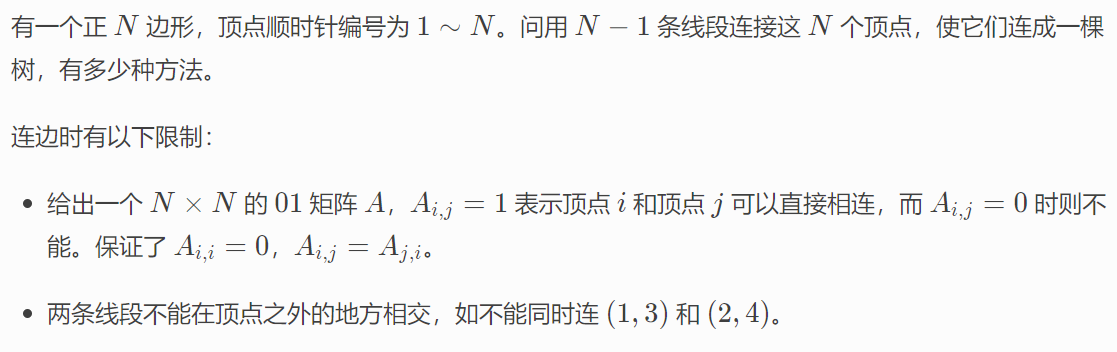 有一个正 N 边形，顶点顺时针编号为 1 ∼ N。问用 N − 1 条线段连接这 N 个顶点，使它们连成一棵
树，有多少种方法。
连边时有以下限制：
• 给出一个 N × N 的 01 矩阵 A，A_{i,j} = 1 表示顶点 i 和顶点 j 可以直接相连，而 A_{i,j} = 0 时则不
能。保证了 A_{i,i} = 0，A_{i,j} = A_{j,i}。
• 两条线段不能在顶点之外的地方相交，如不能同时连 (1, 3) 和 (2, 4)。